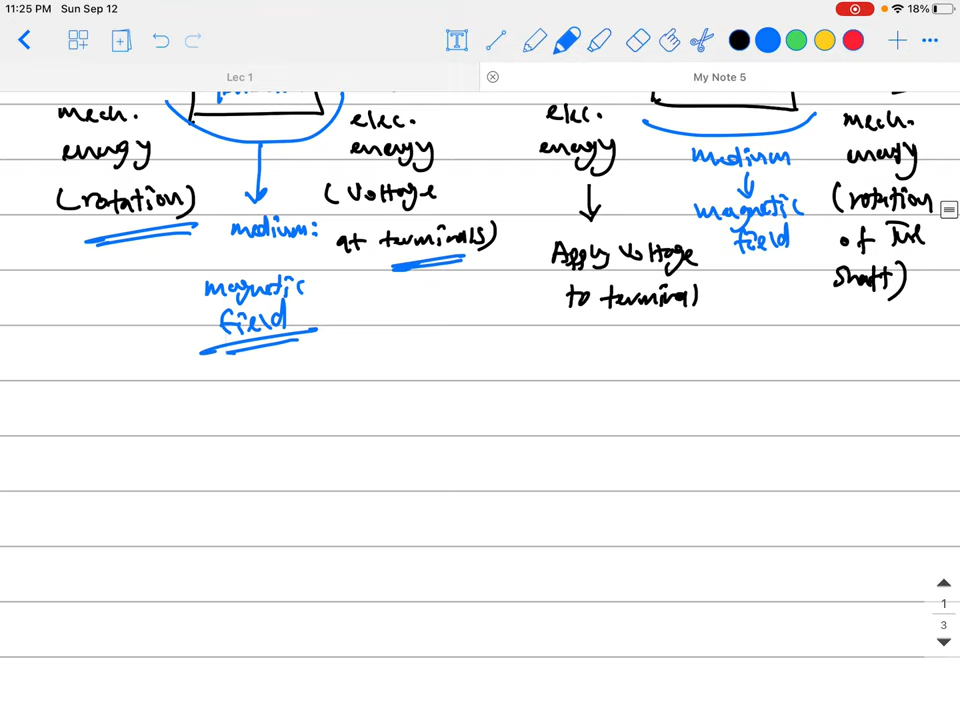 11:25 PM Sun Sep 12
18%
Lec 1
My Note 5
mech.
energy
(rotation)
medium:
magnetic
field
elec.
energy
(voltage
at terminals)
elec.
energy
Apply voltage
to terminal
medium
magnetic
field
mech.
energy
(rotation
of the
shaft)
1
3